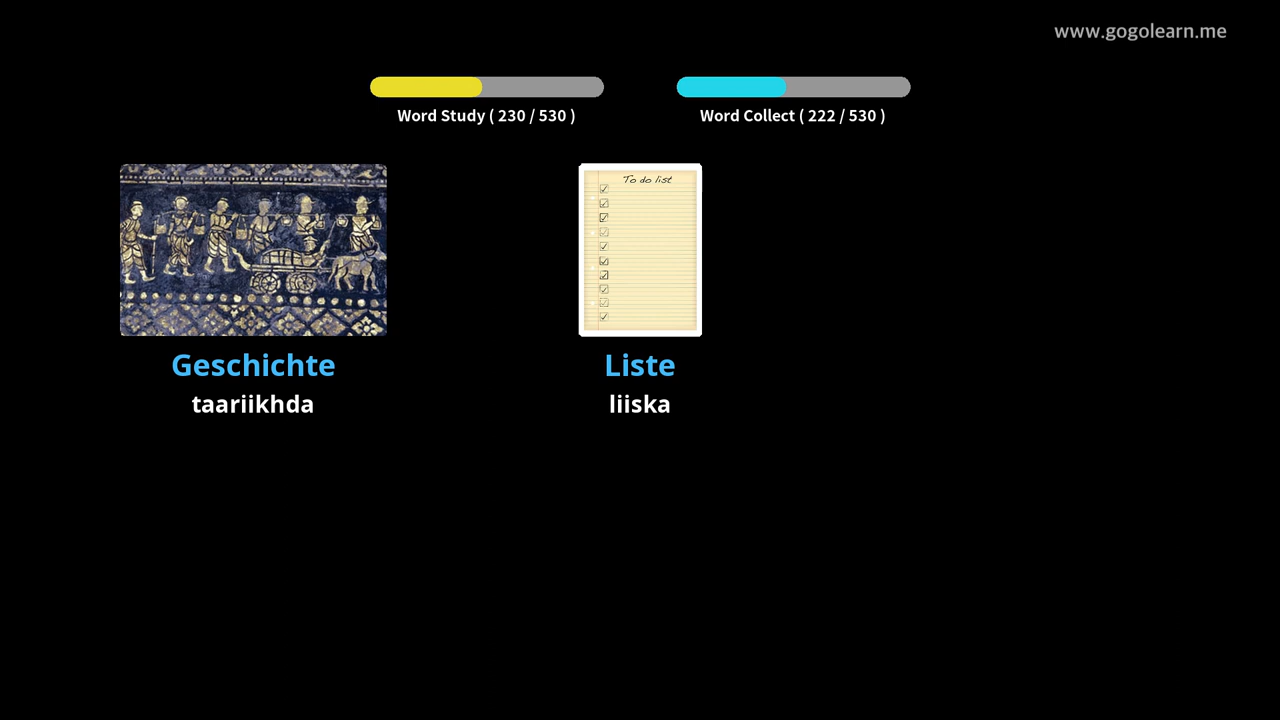 www.gogolearn.me
Word Study ( 230 / 530 )
Word Collect ( 222 / 530 )
To do list
Geschichte
taariikhda
Liste
liiska